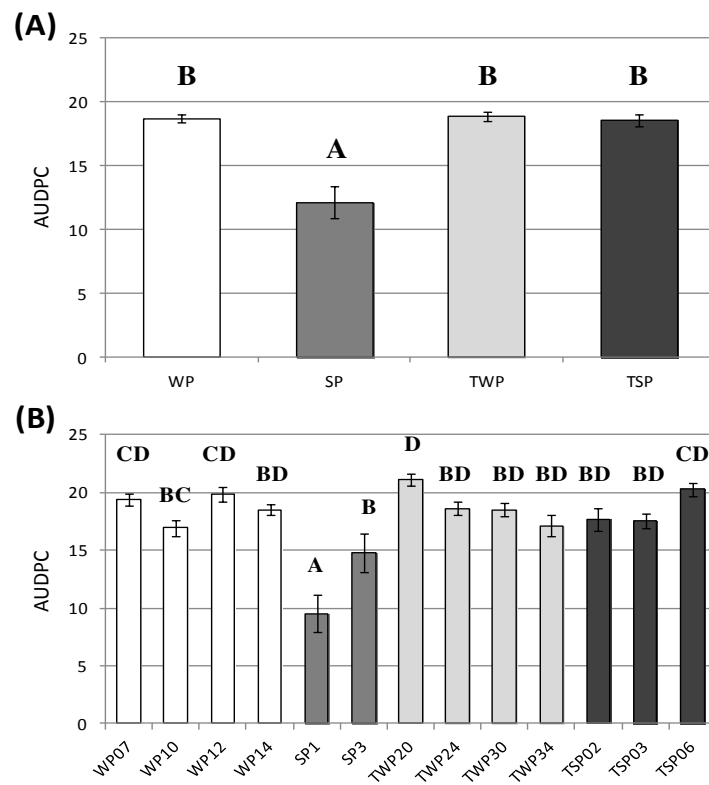 (A)
25
B B B
20
A
15
AUDPC
10
5
0
WP SP TWP TSP
(B)
25
D
CD CD CD
BD BD BD BD BD BD
BC
20
B
15
A
AUDPC
10
5
0
WP07 WP10 WP12 WP14 SP1 SP3 TWP20 TWP24 TWP30 TWP34 TSP02 TSP03 TSP06